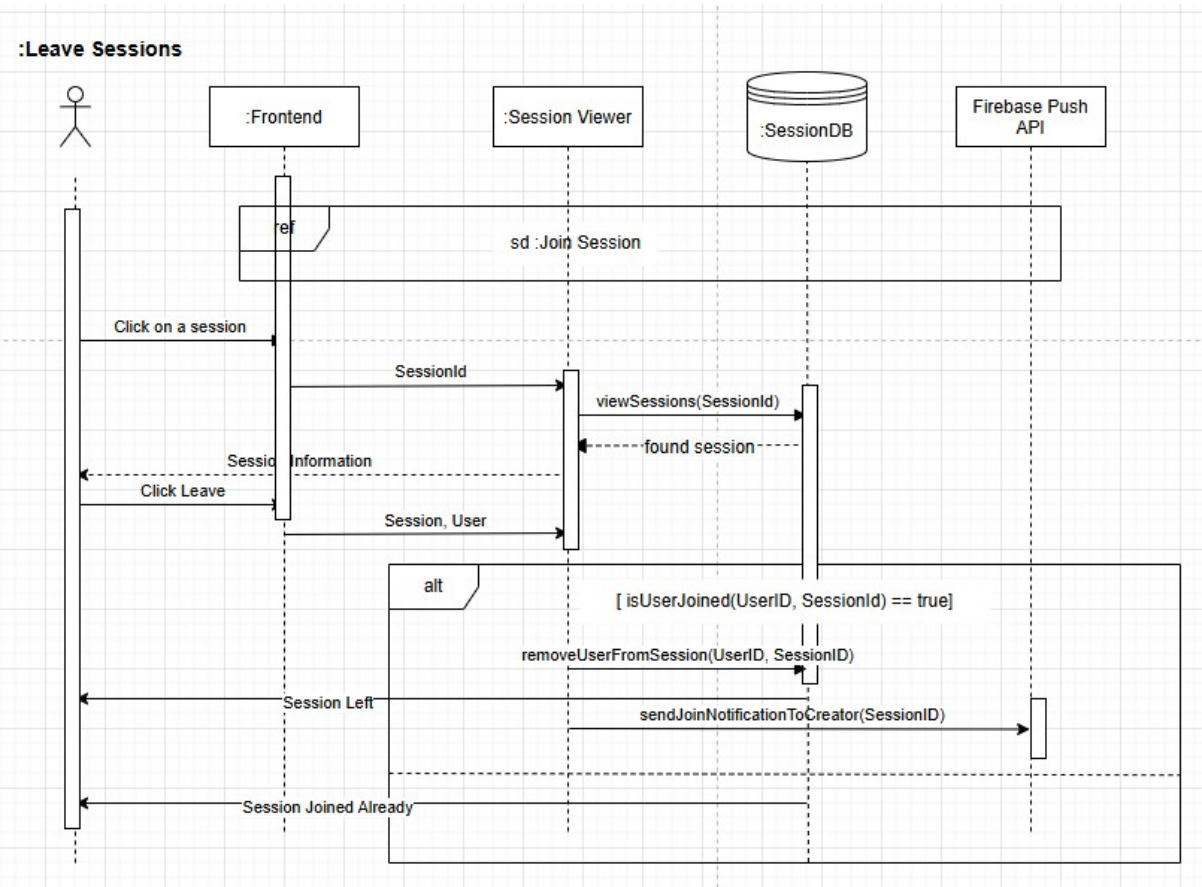 :Leave Sessions
:Frontend
:Session Viewer
:SessionDB
Firebase Push
API
ref
sd :Join Session
Click on a session
SessionId
viewSessions(SessionId)
found session
Session Information
Click Leave
Session, User
alt
[ isUserJoined(UserID, SessionId) == true]
removeUserFromSession(UserID, SessionID)
Session Left
sendJoinNotificationToCreator(SessionID)
Session Joined Already